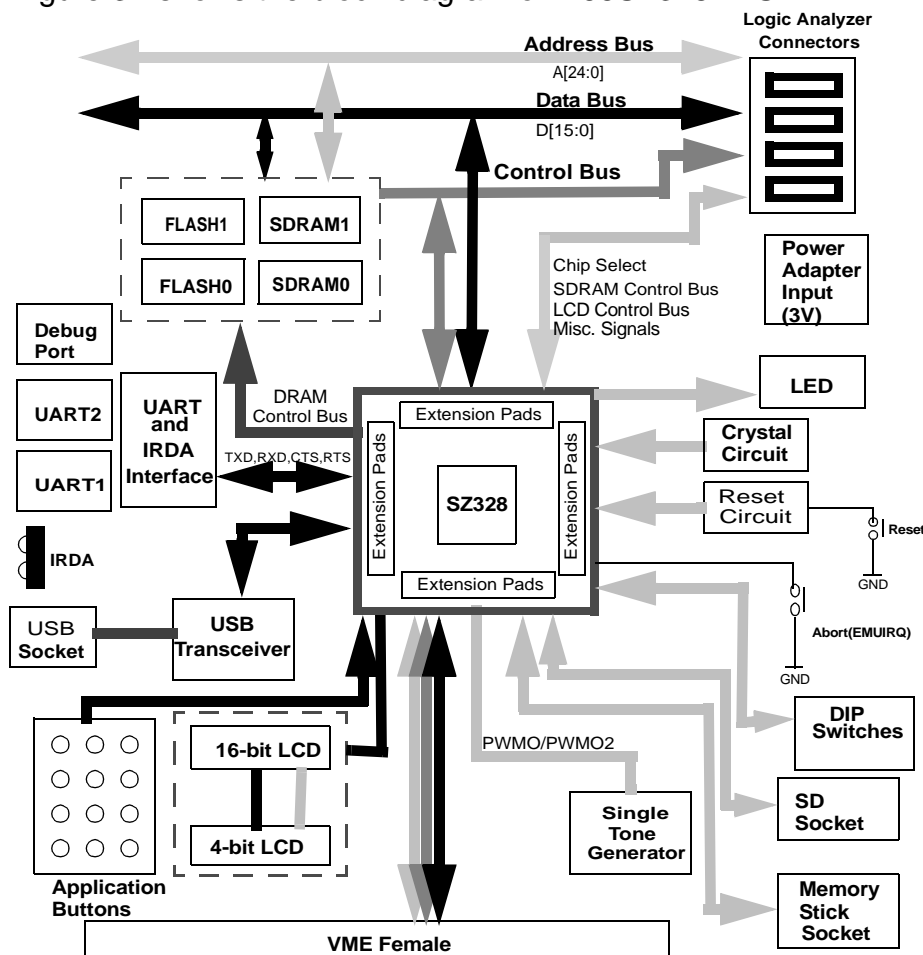 Logic Analyzer
Connectors
Address Bus
A[24:0]
Data Bus
D[15:0]
Control Bus
FLASH1
SDRAM1
FLASH0
SDRAM0
Chip Select
SDRAM Control Bus
LCD Control Bus
Misc. Signals
Power
Adapter
Input
(3V)
Debug
Port
UART2
UART1
UART
and
IRDA
Interface
DRAM
Control Bus
TXD,RXD,CTS,RTS
Extension Pads
Extension Pads
SZ328
Extension Pads
Extension Pads
LED
Crystal
Circuit
Reset
Circuit
Reset
GND
Abort(EMUIRQ)
GND
IRDA
USB
Socket
USB
Transceiver
DIP
Switches
16-bit LCD
4-bit LCD
PWMO/PWMO2
Single
Tone
Generator
SD
Socket
Application
Buttons
Memory
Stick
Socket
VME Female